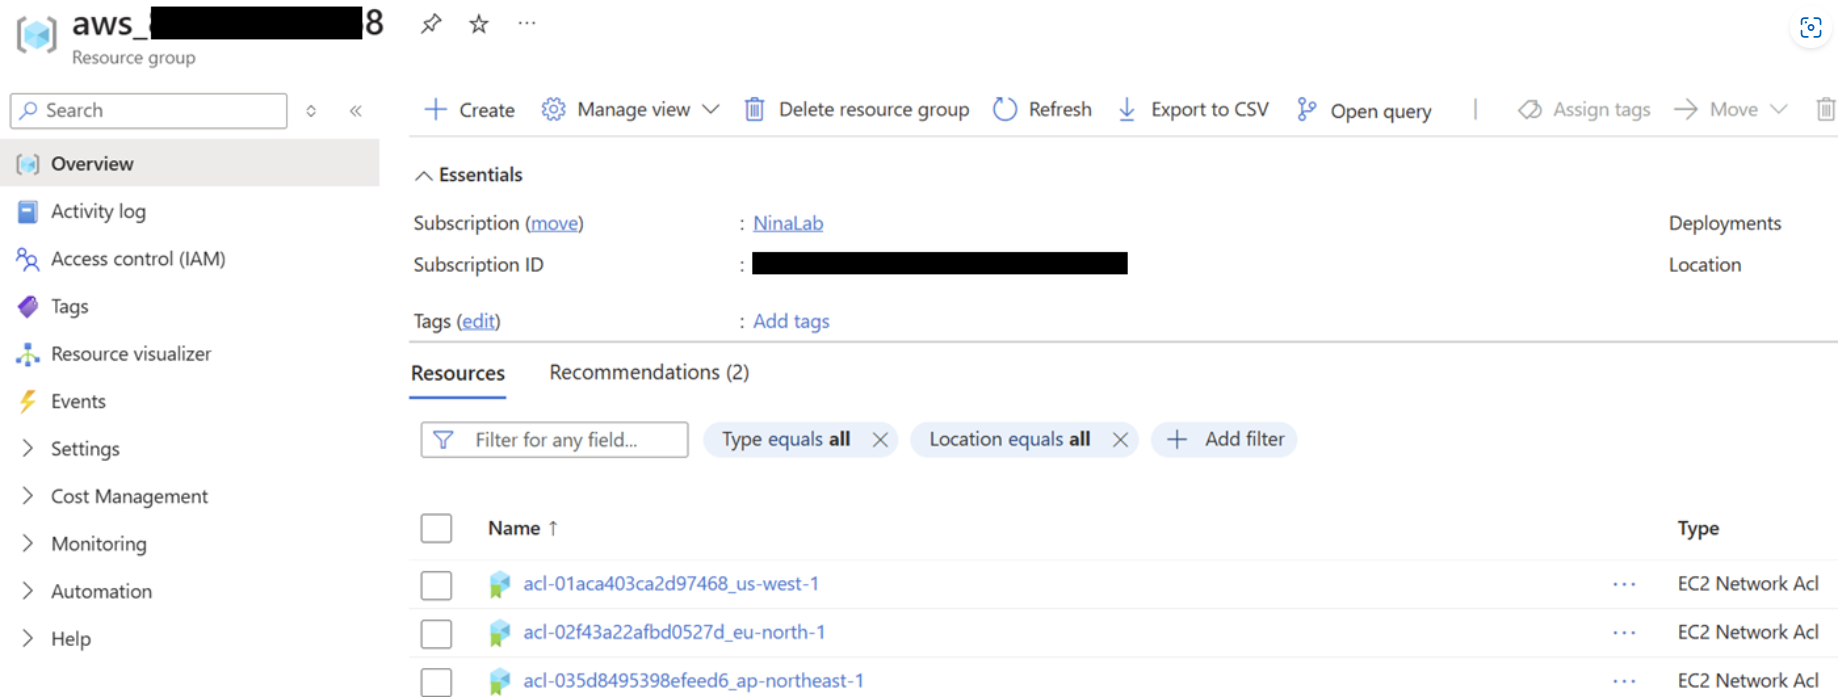 aws_ 8
Resource group
Search
Create
Manage view
Delete resource group
Refresh
Export to CSV
Open query
Assign tags
Move
Overview
Activity log
Access control (IAM)
Tags
Resource visualizer
Events
Settings
Cost Management
Monitoring
Automation
Help
Essentials
Subscription (move) : NinaLab
Deployments
Subscription ID :
Location
Tags (edit) : Add tags
Resources
Recommendations (2)
Filter for any field...
Type equals all
Location equals all
Add filter
Name ↑
Type
acl-01aca403ca2d97468_us-west-1 ··· EC2 Network Acl
acl-02f43a22afbd0527d_eu-north-1 ··· EC2 Network Acl
acl-035d8495398efeed6_ap-northeast-1 ··· EC2 Network Acl